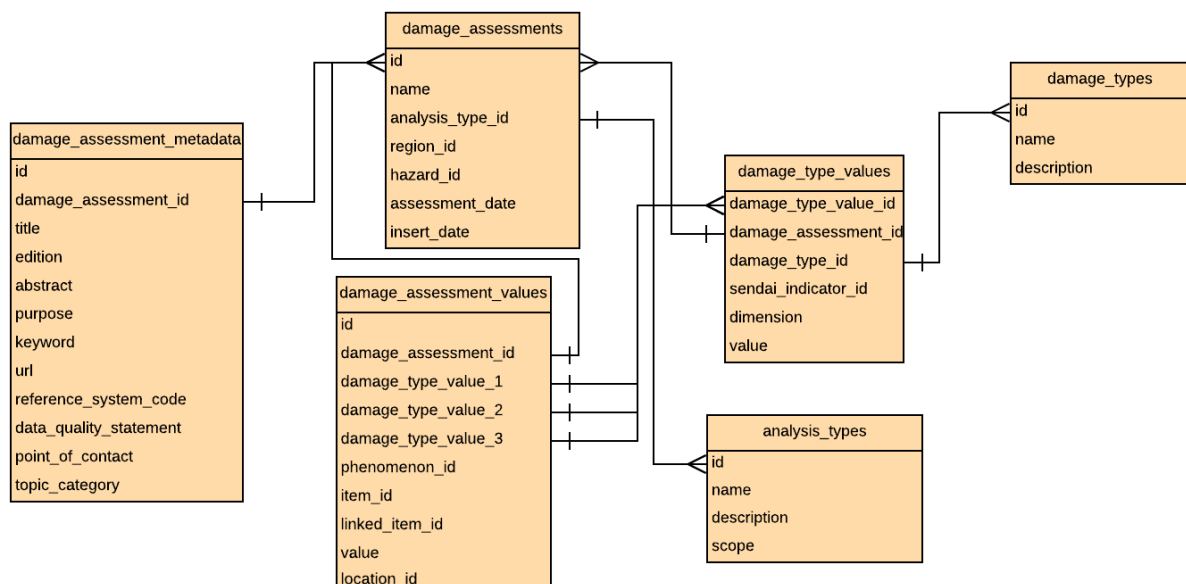 damage_assessments
id
name
analysis_type_id
region_id
hazard_id
assessment_date
insert_date
damage_types
id
name
description
damage_assessment_metadata
id
damage_assessment_id
title
edition
abstract
purpose
keyword
url
reference_system_code
data_quality_statement
point_of_contact
topic_category
damage_type_values
damage_type_value_id
damage_assessment_id
damage_type_id
sendai_indicator_id
dimension
value
damage_assessment_values
id
damage_assessment_id
damage_type_value_1
damage_type_value_2
damage_type_value_3
phenomenon_id
item_id
linked_item_id
value
location_id
analysis_types
id
name
description
scope